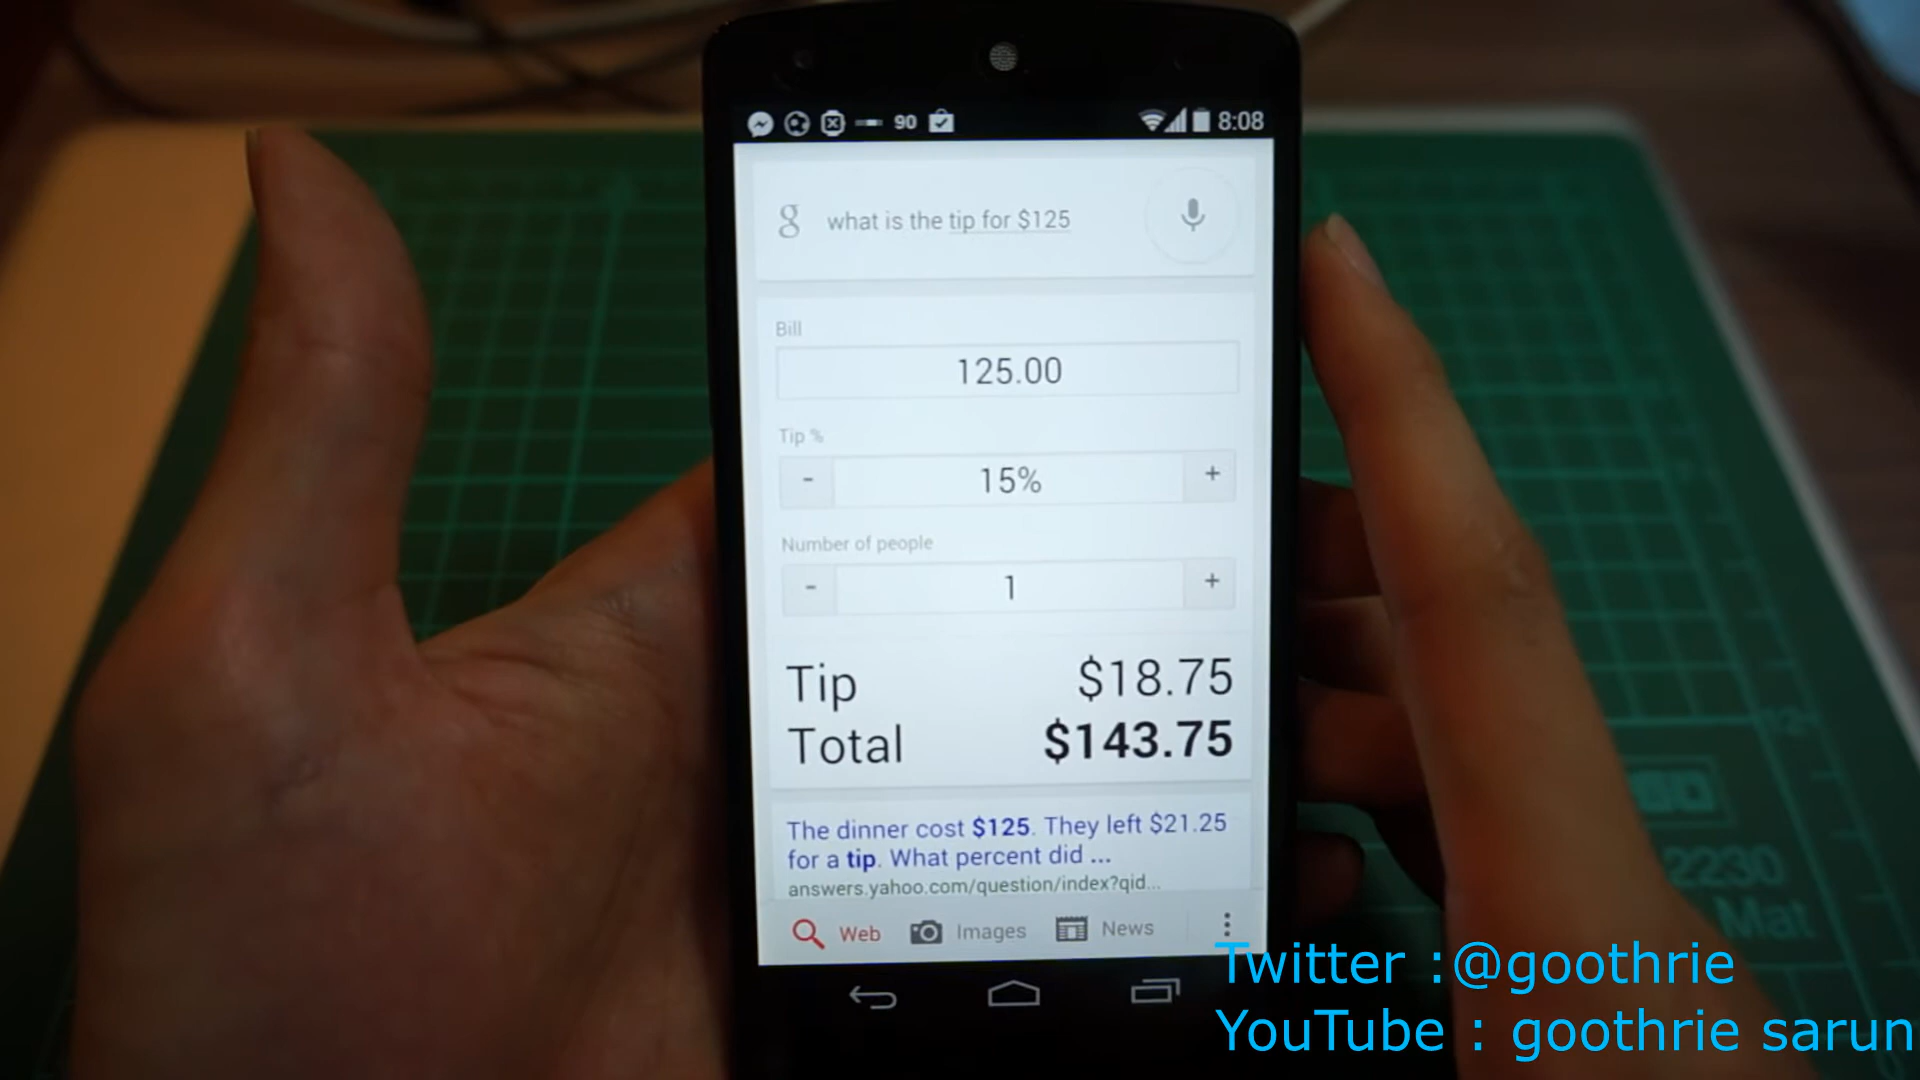 90 8:08
g what is the tip for $125
Bill
125.00
Tip %
- 15% +
Number of people
- 1 +
Tip $18.75
Total $143.75
The dinner cost $125. They left $21.25
for a tip. What percent did ...
answers.yahoo.com/question/index?qid...
Web Images News
2230
Mat
Twitter :@goothrie
YouTube : goothrie sarun